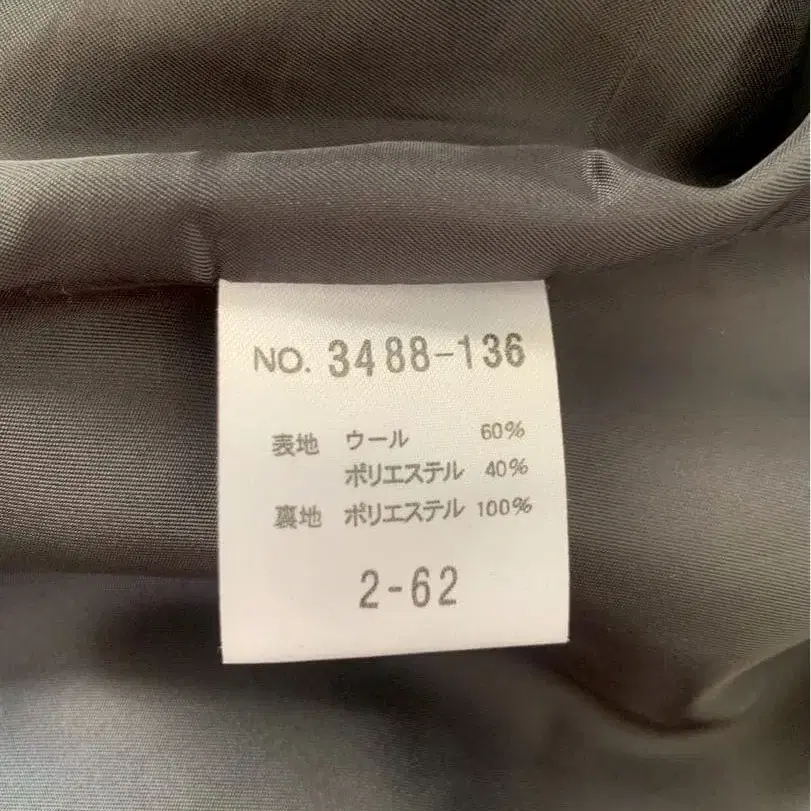 NO. 3488-136
表地 ウール 60%
ポリエステル 40%
裏地 ポリエステル 100%
2-62